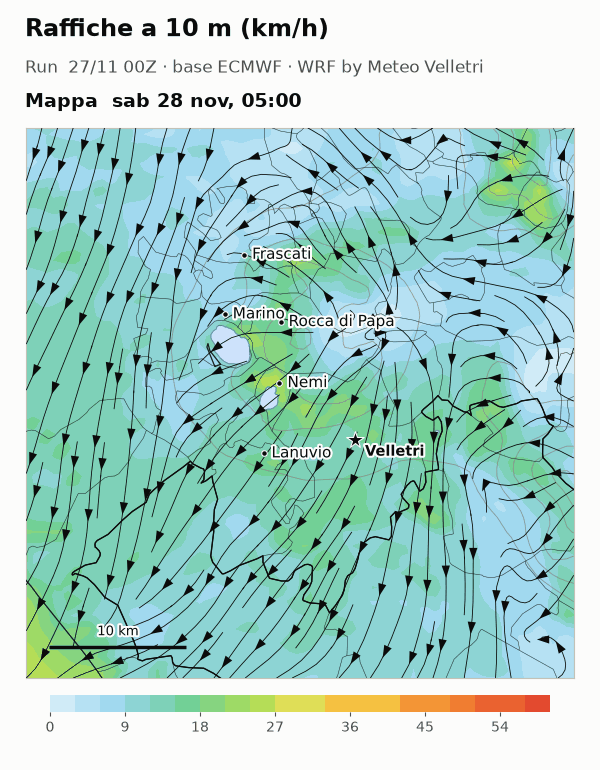 Raffiche a 10 m (km/h)
Run  27/11 00Z · base ECMWF · WRF by Meteo Velletri
Mappa  sab 28 nov, 05:00
Frascati
Marino
Rocca di Papa
Nemi
Velletri
Lanuvio
10 km
0 9 18 27 36 45 54